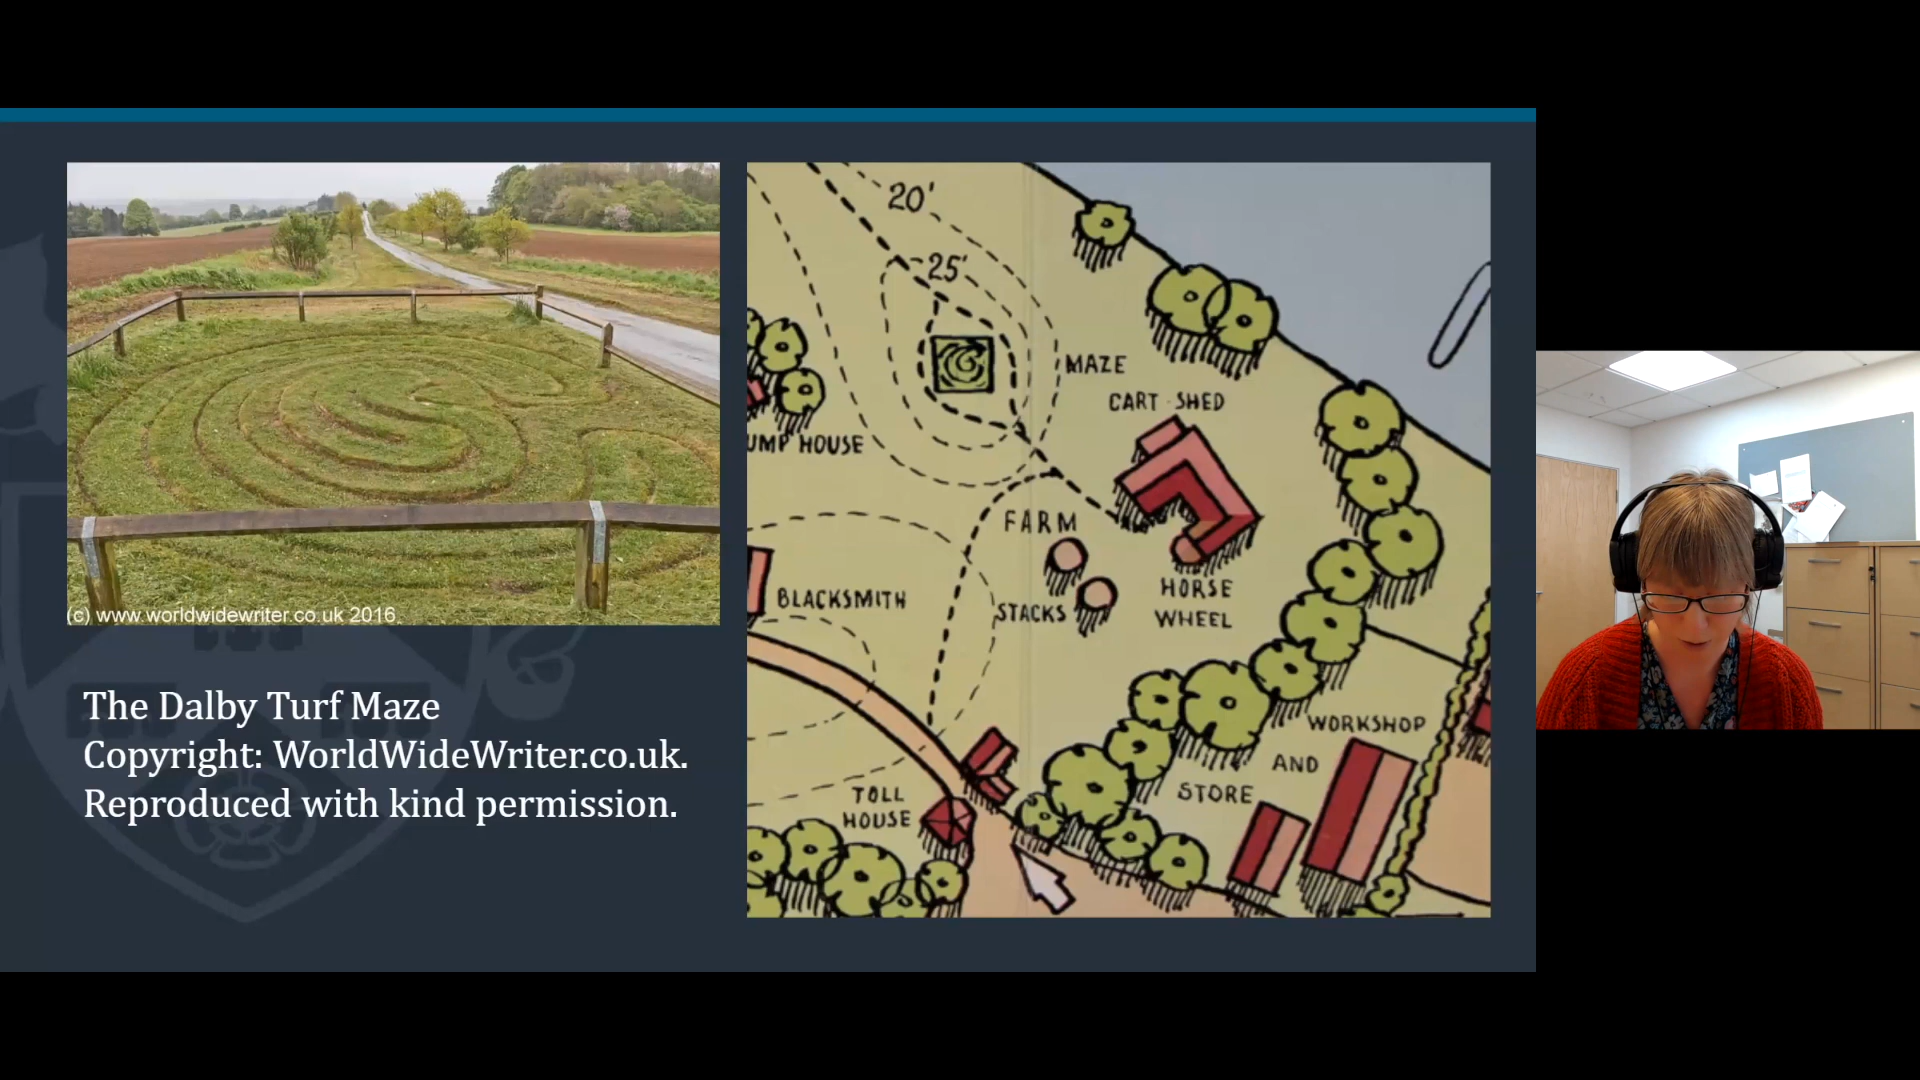 (c) www.worldwidewriter.co.uk 2016
The Dalby Turf Maze
Copyright: WorldWideWriter.co.uk.
Reproduced with kind permission.
20'
25'
MAZE
CART SHED
UMP HOUSE
FARM
STACKS
BLACKSMITH
HORSE
WHEEL
WORKSHOP
AND
STORE
TOLL
HOUSE